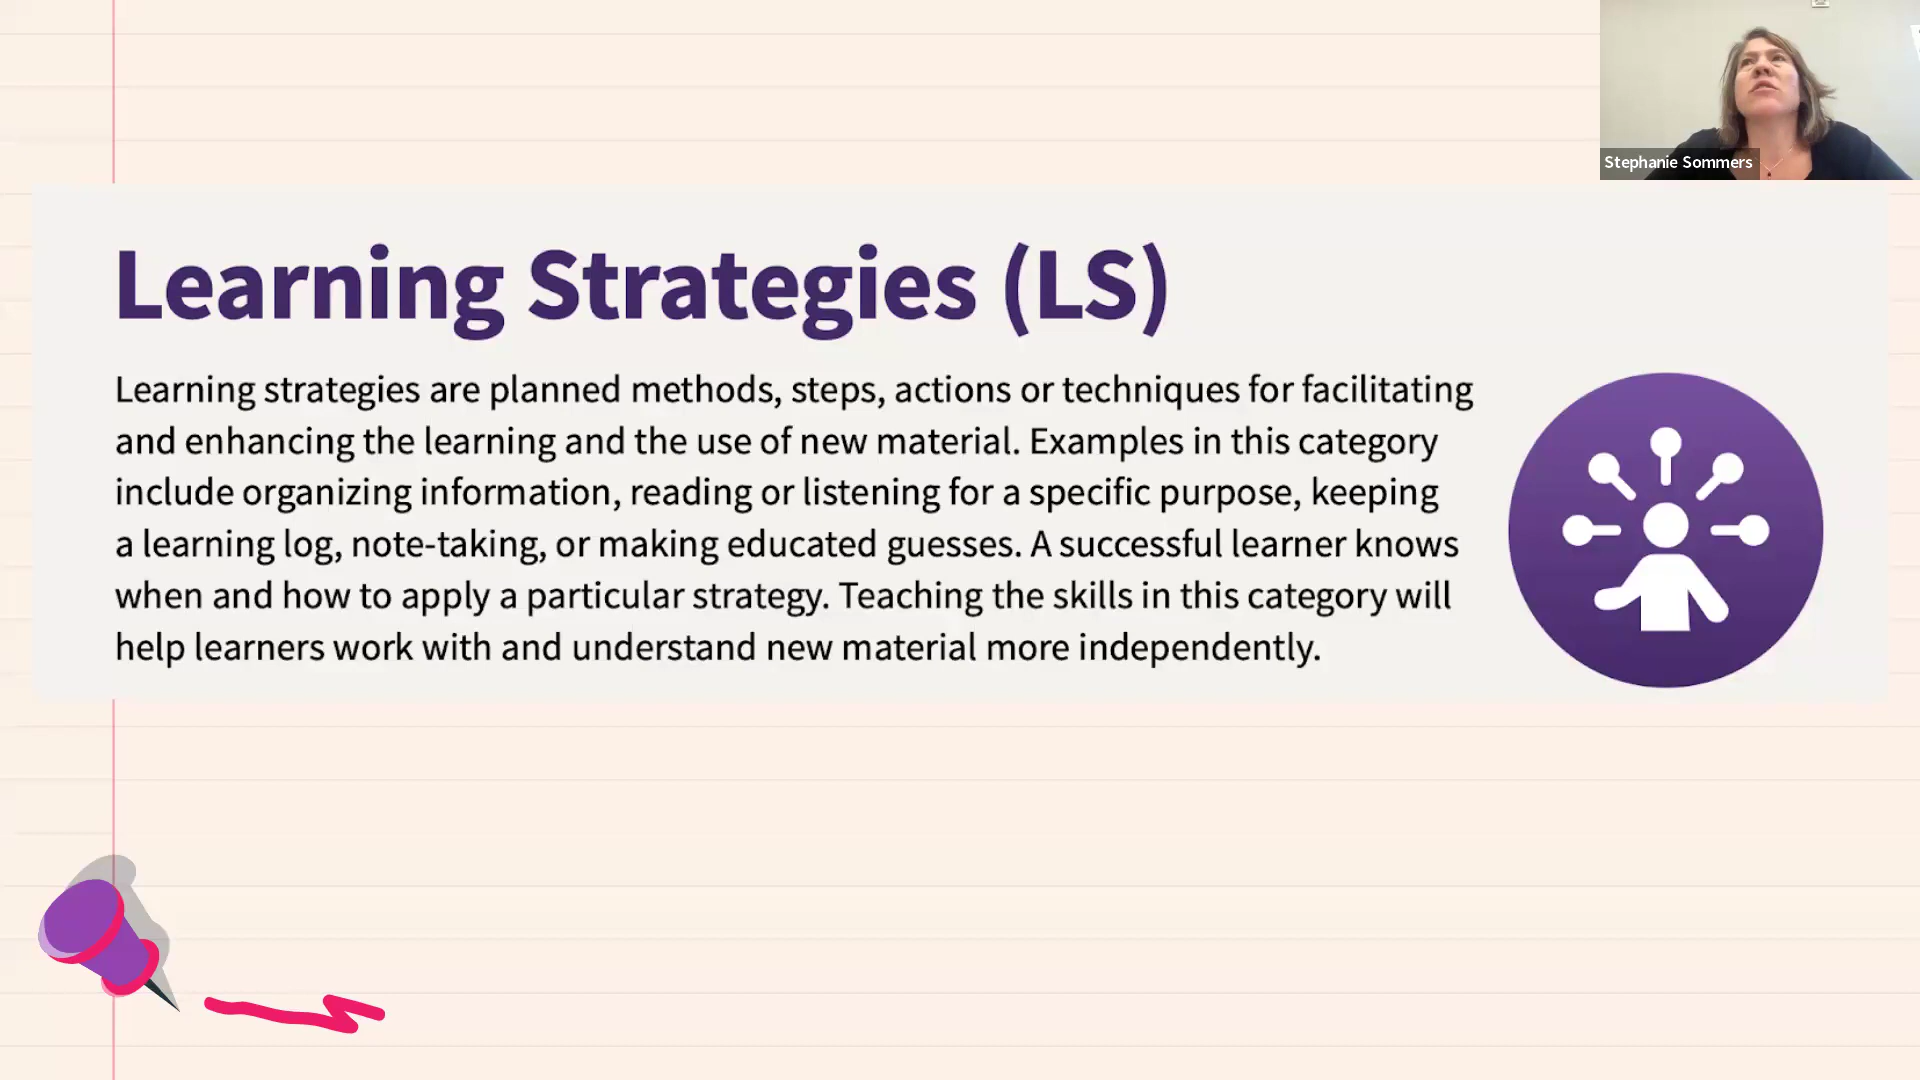 Stephanie Sommers
Learning Strategies (LS)
Learning strategies are planned methods, steps, actions or techniques for facilitating
and enhancing the learning and the use of new material. Examples in this category
include organizing information, reading or listening for a specific purpose, keeping
a learning log, note-taking, or making educated guesses. A successful learner knows
when and how to apply a particular strategy. Teaching the skills in this category will
help learners work with and understand new material more independently.